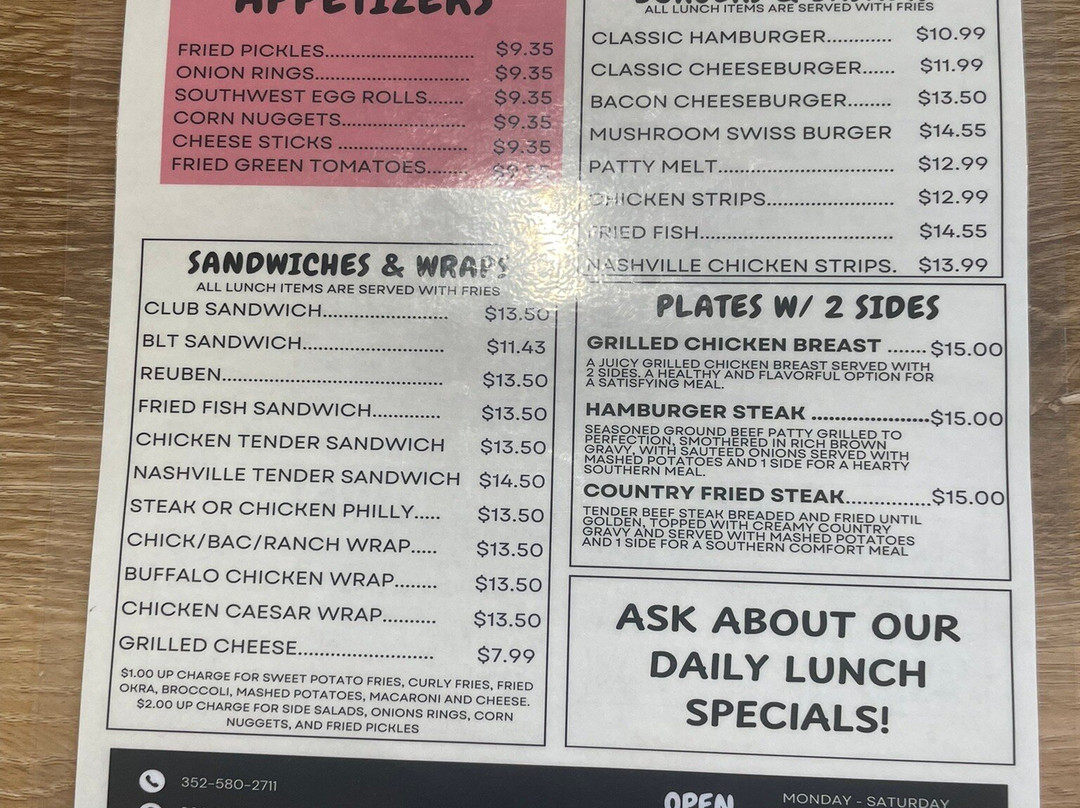 APPETIZERS
FRIED PICKLES.......................... $9.35
ONION RINGS............................ $9.35
SOUTHWEST EGG ROLLS....... $9.35
CORN NUGGETS...................... $9.35
CHEESE STICKS ....................... $9.35
FRIED GREEN TOMATOES........
SANDWICHES & WRAPS
ALL LUNCH ITEMS ARE SERVED WITH FRIES
CLUB SANDWICH...................... $13.50
BLT SANDWICH......................... $11.43
REUBEN....................................... $13.50
FRIED FISH SANDWICH............ $13.50
CHICKEN TENDER SANDWICH $13.50
NASHVILLE TENDER SANDWICH $14.50
STEAK OR CHICKEN PHILLY..... $13.50
CHICK/BAC/RANCH WRAP..... $13.50
BUFFALO CHICKEN WRAP........ $13.50
CHICKEN CAESAR WRAP.......... $13.50
GRILLED CHEESE........................ $7.99
$1.00 UP CHARGE FOR SWEET POTATO FRIES, CURLY FRIES, FRIED
OKRA, BROCCOLI, MASHED POTATOES, MACARONI AND CHEESE.
$2.00 UP CHARGE FOR SIDE SALADS, ONIONS RINGS, CORN
NUGGETS, AND FRIED PICKLES
ALL LUNCH ITEMS ARE SERVED WITH FRIES
CLASSIC HAMBURGER............ $10.99
CLASSIC CHEESEBURGER...... $11.99
BACON CHEESEBURGER........ $13.50
MUSHROOM SWISS BURGER $14.55
PATTY MELT................................ $12.99
CHICKEN STRIPS....................... $12.99
FRIED FISH................................... $14.55
NASHVILLE CHICKEN STRIPS. $13.99
PLATES W/ 2 SIDES
GRILLED CHICKEN BREAST ....... $15.00
A JUICY GRILLED CHICKEN BREAST SERVED WITH
2 SIDES. A HEALTHY AND FLAVORFUL OPTION FOR
A SATISFYING MEAL.
HAMBURGER STEAK .....................$15.00
SEASONED GROUND BEEF PATTY GRILLED TO
PERFECTION, SMOTHERED IN RICH BROWN
GRAVY, WITH SAUTEED ONIONS SERVED WITH
MASHED POTATOES AND 1 SIDE FOR A HEARTY
SOUTHERN MEAL.
COUNTRY FRIED STEAK...............$15.00
TENDER BEEF STEAK BREADED AND FRIED UNTIL
GOLDEN, TOPPED WITH CREAMY COUNTRY
GRAVY AND SERVED WITH MASHED POTATOES
AND 1 SIDE FOR A SOUTHERN COMFORT MEAL
ASK ABOUT OUR
DAILY LUNCH
SPECIALS!
352-580-2711
OPEN
MONDAY - SATURDAY